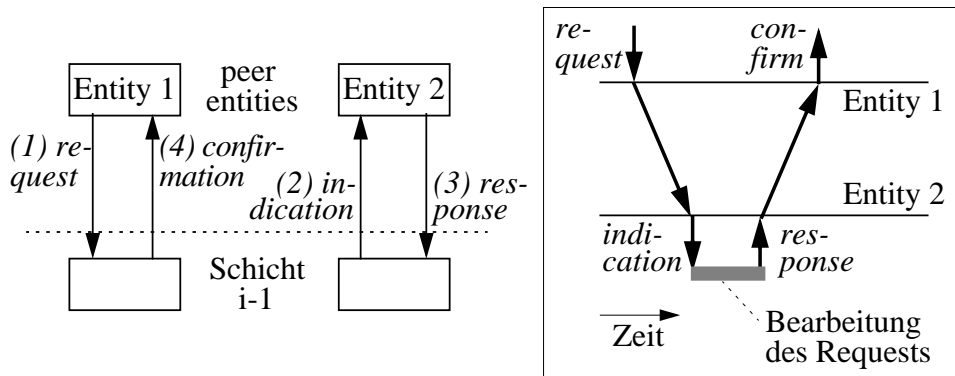 Entity 1
peer
entities
Entity 2
(1) re-
quest
(4) confir-
mation
(2) in-
dication
(3) res-
ponse
Schicht
i-1
re-
quest
con-
firm
Entity 1
Entity 2
indi-
cation
res-
ponse
Zeit
Bearbeitung
des Requests